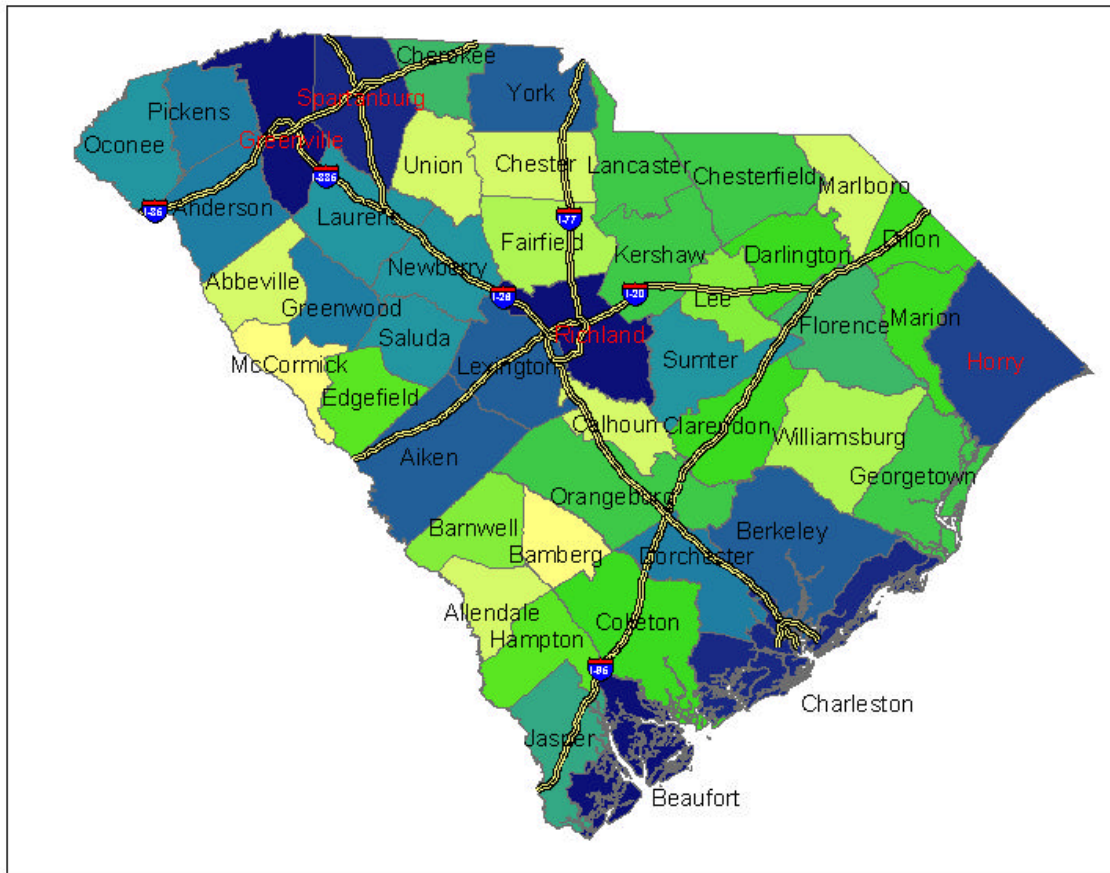 Cherokee
Spartanburg
York
Pickens
Greenville
Oconee
Union
Chester
Lancaster
Chesterfield
Marlboro
I-385
I-85
Anderson
Laurens
I-77
Fairfield
Kershaw
Darlington
Dillon
Abbeville
Newberry
Greenwood
I-26
I-20
Lee
Florence
Marion
Saluda
Richland
McCormick
Lexington
Sumter
Horry
Edgefield
Calhoun
Clarendon
Williamsburg
Aiken
Georgetown
Orangeburg
Barnwell
Bamberg
Dorchester
Berkeley
Allendale
Hampton
Colleton
I-95
Charleston
Jasper
Beaufort